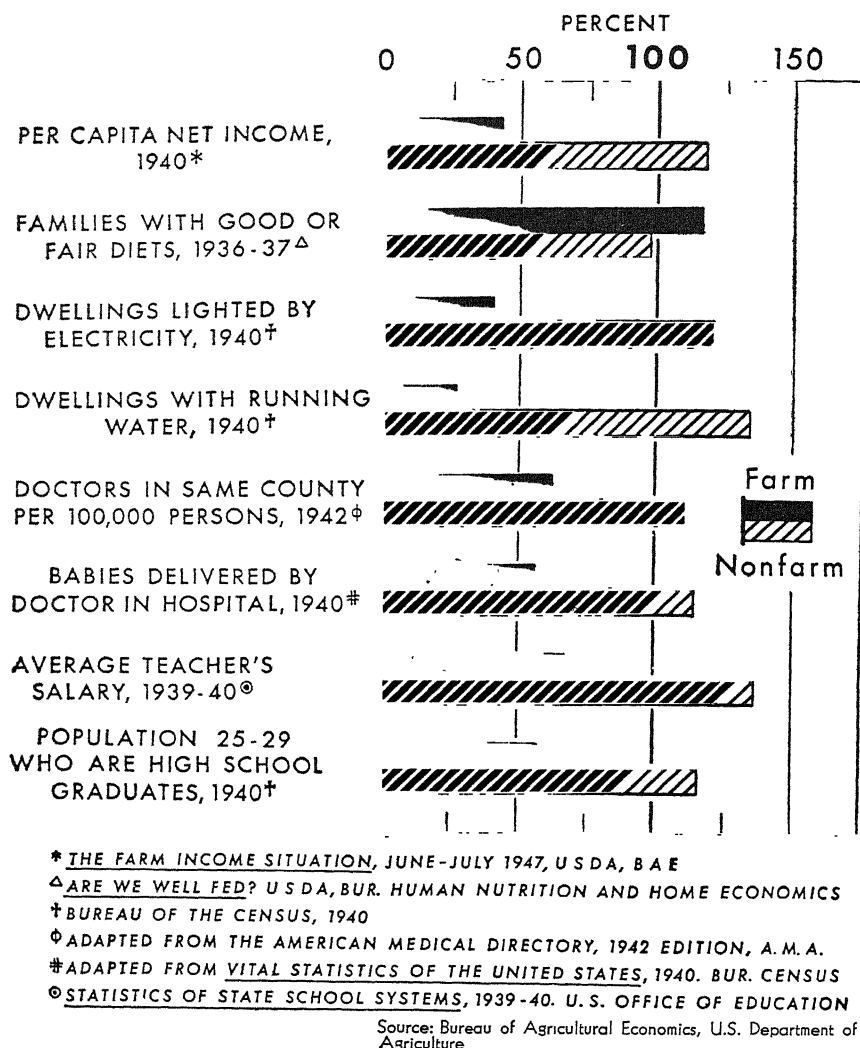 PERCENT
0 50 100 150
PER CAPITA NET INCOME,
1940*
FAMILIES WITH GOOD OR
FAIR DIETS, 1936-37△
DWELLINGS LIGHTED BY
ELECTRICITY, 1940†
DWELLINGS WITH RUNNING
WATER, 1940†
DOCTORS IN SAME COUNTY
PER 100,000 PERSONS, 1942ϕ
Farm
Nonfarm
BABIES DELIVERED BY
DOCTOR IN HOSPITAL, 1940⋕
AVERAGE TEACHER'S
SALARY, 1939-40⊙
POPULATION 25-29
WHO ARE HIGH SCHOOL
GRADUATES, 1940†
* THE FARM INCOME SITUATION, JUNE-JULY 1947, USDA, BAE
△ ARE WE WELL FED? USDA, BUR. HUMAN NUTRITION AND HOME ECONOMICS
† BUREAU OF THE CENSUS, 1940
ϕ ADAPTED FROM THE AMERICAN MEDICAL DIRECTORY, 1942 EDITION, A.M.A.
⋕ ADAPTED FROM VITAL STATISTICS OF THE UNITED STATES, 1940. BUR. CENSUS
⊙ STATISTICS OF STATE SCHOOL SYSTEMS, 1939-40. U.S. OFFICE OF EDUCATION
Source: Bureau of Agricultural Economics, U.S. Department of
Agriculture